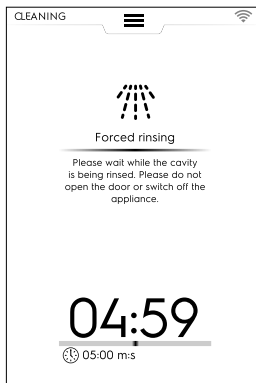 CLEANING
Forced rinsing
Please wait while the cavity
is being rinsed. Please do not
open the door or switch off the
appliance.
04:59
05:00 m:s